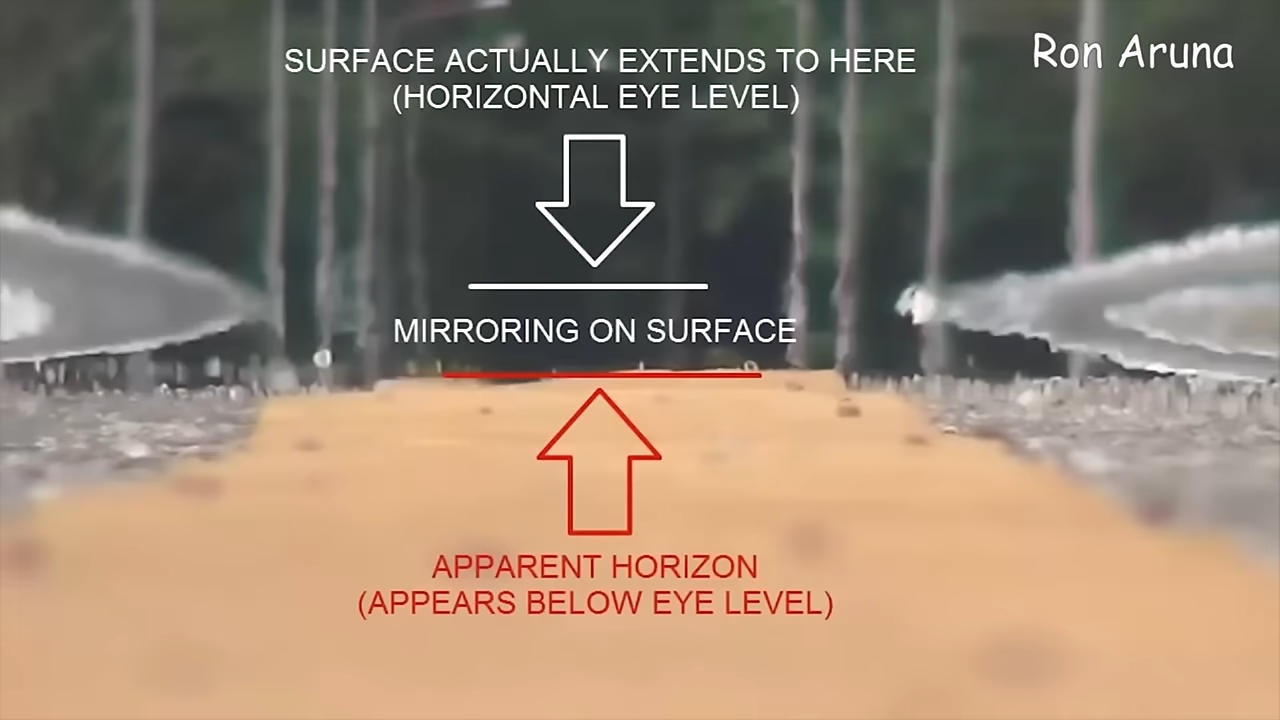 Ron Aruna
SURFACE ACTUALLY EXTENDS TO HERE
(HORIZONTAL EYE LEVEL)
MIRRORING ON SURFACE
APPARENT HORIZON
(APPEARS BELOW EYE LEVEL)